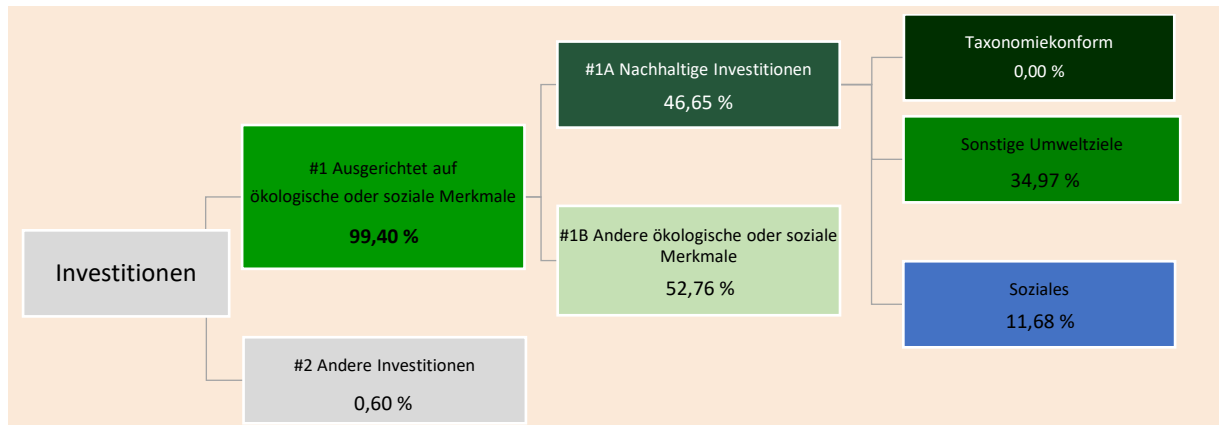 Investitionen
#1 Ausgerichtet auf
ökologische oder soziale Merkmale
99,40 %
#2 Andere Investitionen
0,60 %
#1A Nachhaltige Investitionen
46,65 %
#1B Andere ökologische oder soziale
Merkmale
52,76 %
Taxonomiekonform
0,00 %
Sonstige Umweltziele
34,97 %
Soziales
11,68 %